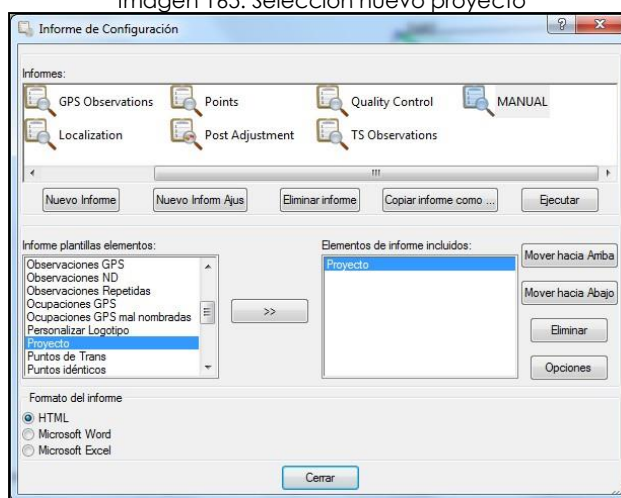 Imagen 185. Selección nuevo proyecto
Informe de Configuración
Informes:
GPS Observations
Points
Quality Control
MANUAL
Localization
Post Adjustment
TS Observations
Nuevo Informe
Nuevo Inform Ajus
Eliminar informe
Copiar informe como ...
Ejecutar
Informe plantillas elementos:
Observaciones GPS
Observaciones ND
Observaciones Repetidas
Ocupaciones GPS
Ocupaciones GPS mal nombradas
Personalizar Logotipo
Proyecto
Puntos de Trans
Puntos idénticos
>>
Elementos de informe incluidos:
Proyecto
Mover hacia Arriba
Mover hacia Abajo
Eliminar
Opciones
Formato del informe
HTML
Microsoft Word
Microsoft Excel
Cerrar